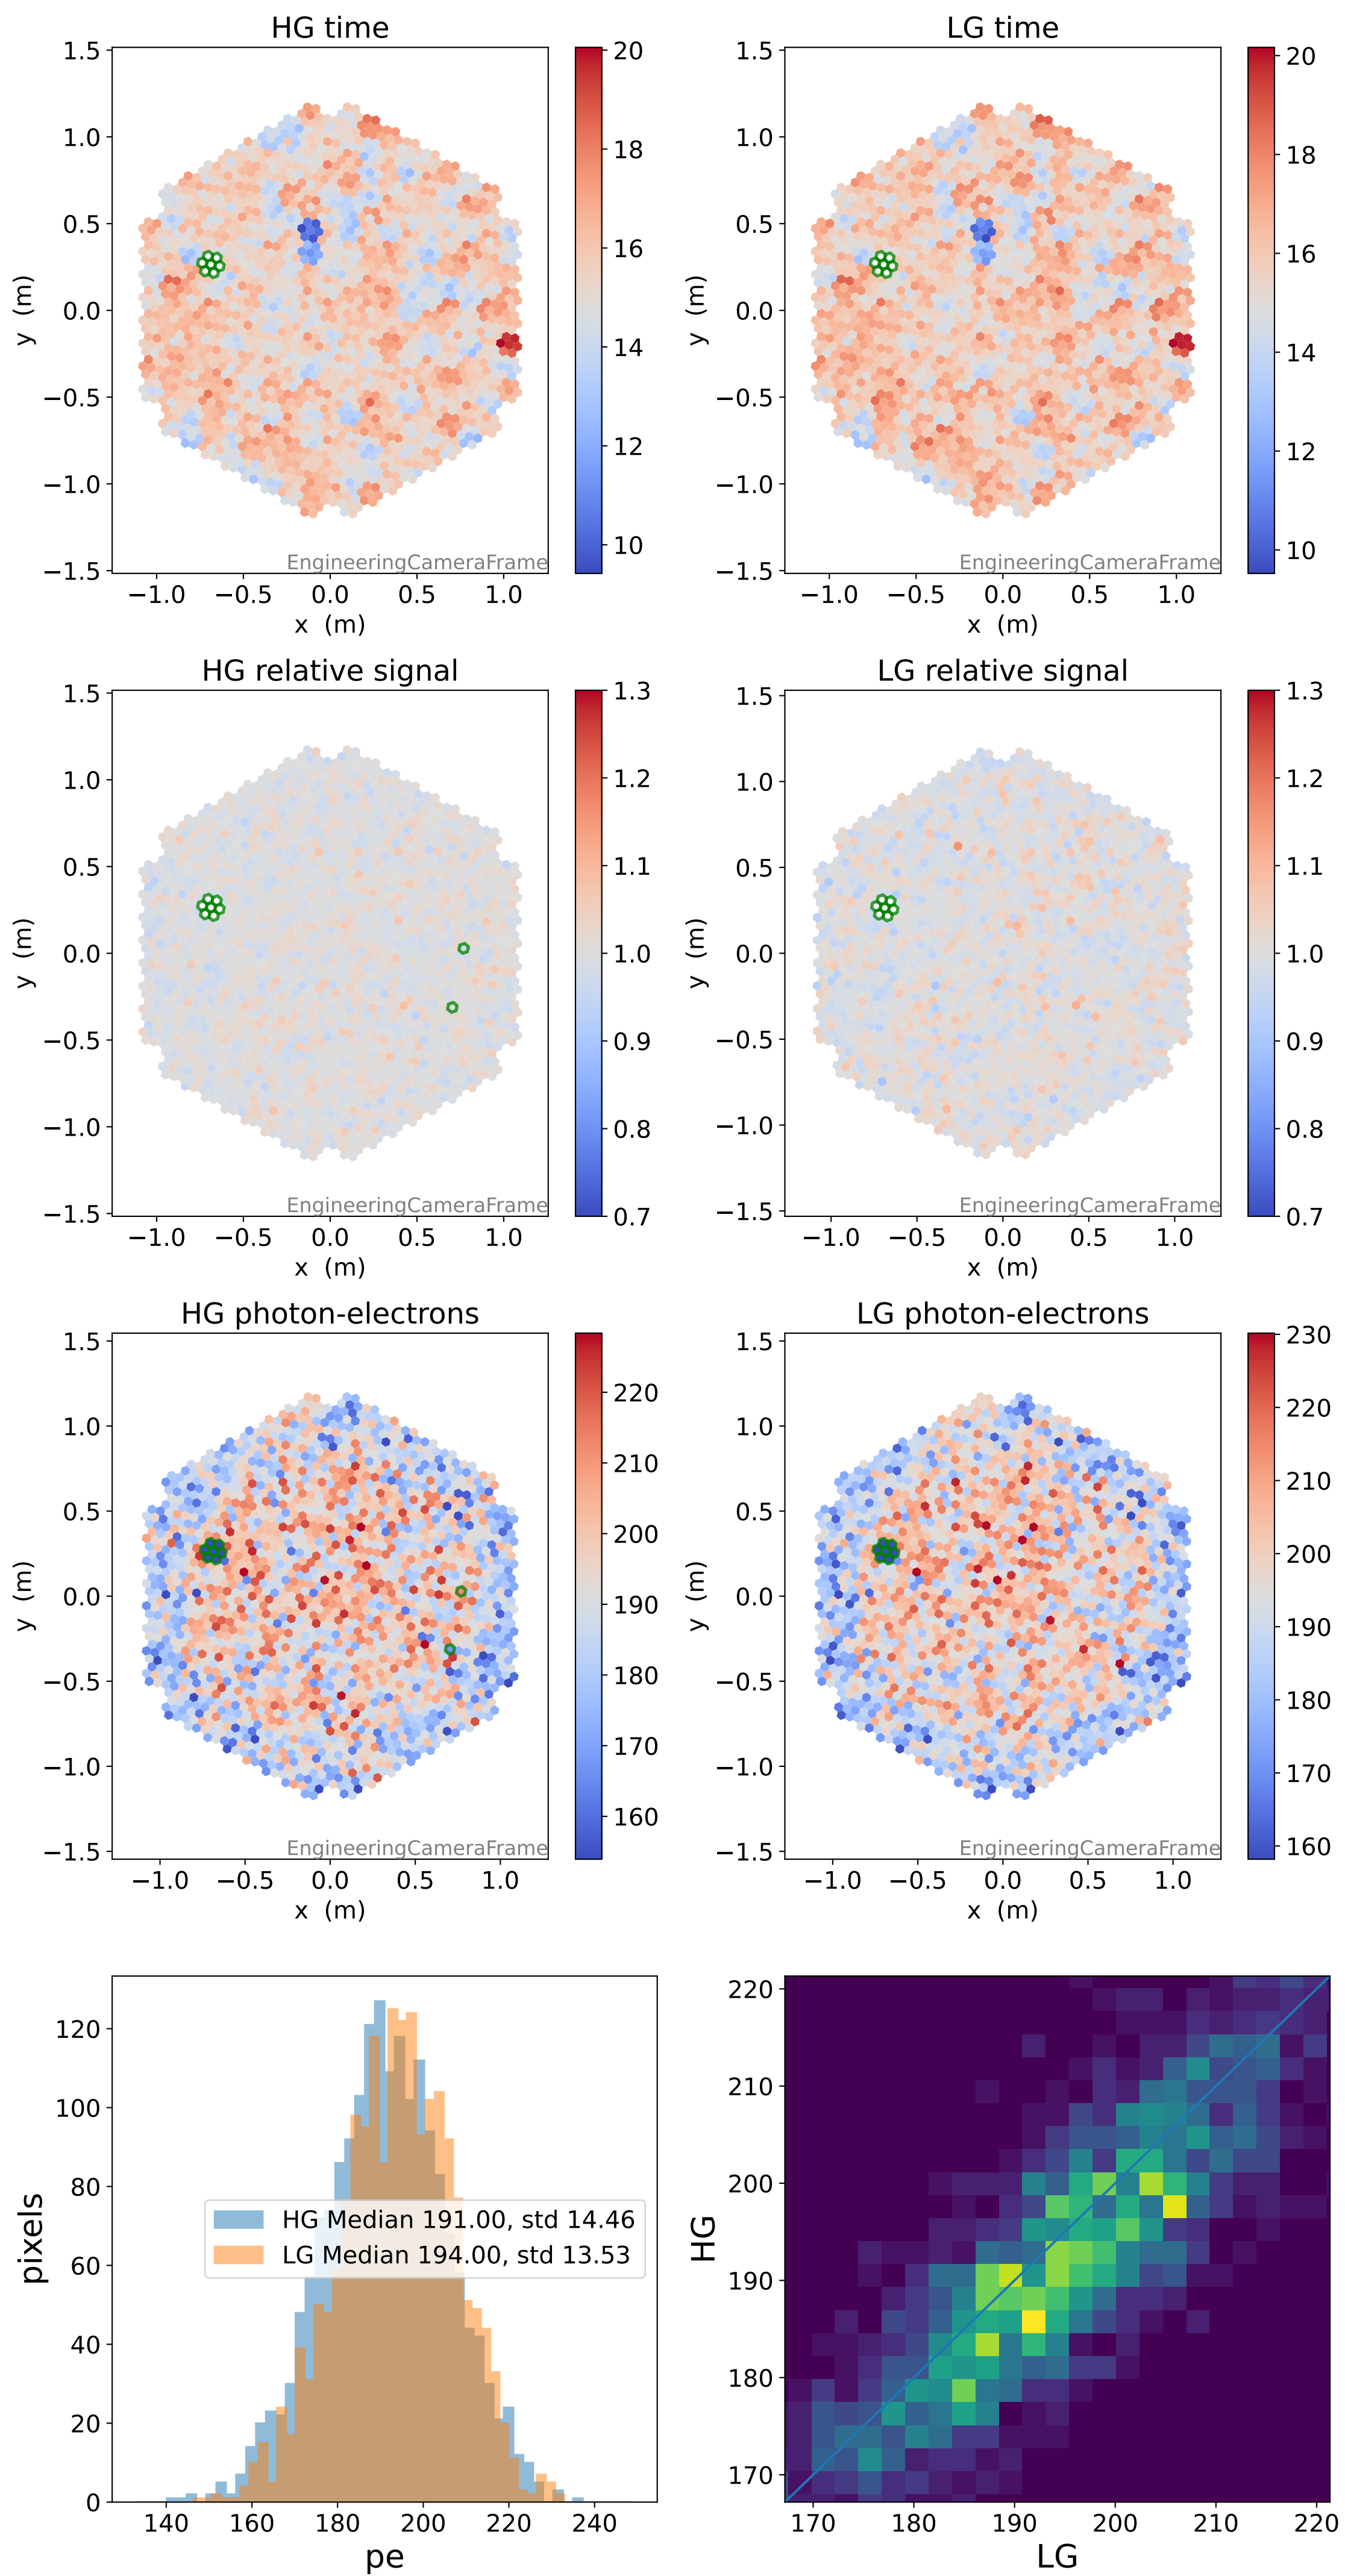 HG time
LG time
1.5
1.0
0.5
0.0
−0.5
−1.0
−1.5
y (m)
−1.0 −0.5 0.0 0.5 1.0
x (m)
EngineeringCameraFrame
20
18
16
14
12
10
1.5
1.0
0.5
0.0
−0.5
−1.0
−1.5
y (m)
−1.0 −0.5 0.0 0.5 1.0
x (m)
EngineeringCameraFrame
20
18
16
14
12
10
HG relative signal
LG relative signal
1.5
1.0
0.5
0.0
−0.5
−1.0
−1.5
y (m)
−1.0 −0.5 0.0 0.5 1.0
x (m)
EngineeringCameraFrame
1.3
1.2
1.1
1.0
0.9
0.8
0.7
1.5
1.0
0.5
0.0
−0.5
−1.0
−1.5
y (m)
−1.0 −0.5 0.0 0.5 1.0
x (m)
EngineeringCameraFrame
1.3
1.2
1.1
1.0
0.9
0.8
0.7
HG photon-electrons
LG photon-electrons
1.5
1.0
0.5
0.0
−0.5
−1.0
−1.5
y (m)
−1.0 −0.5 0.0 0.5 1.0
x (m)
EngineeringCameraFrame
220
210
200
190
180
170
160
1.5
1.0
0.5
0.0
−0.5
−1.0
−1.5
y (m)
−1.0 −0.5 0.0 0.5 1.0
x (m)
EngineeringCameraFrame
230
220
210
200
190
180
170
160
120
100
80
60
40
20
0
pixels
HG Median 191.00, std 14.46
LG Median 194.00, std 13.53
140 160 180 200 220 240
pe
220
210
200
190
180
170
HG
170 180 190 200 210 220
LG